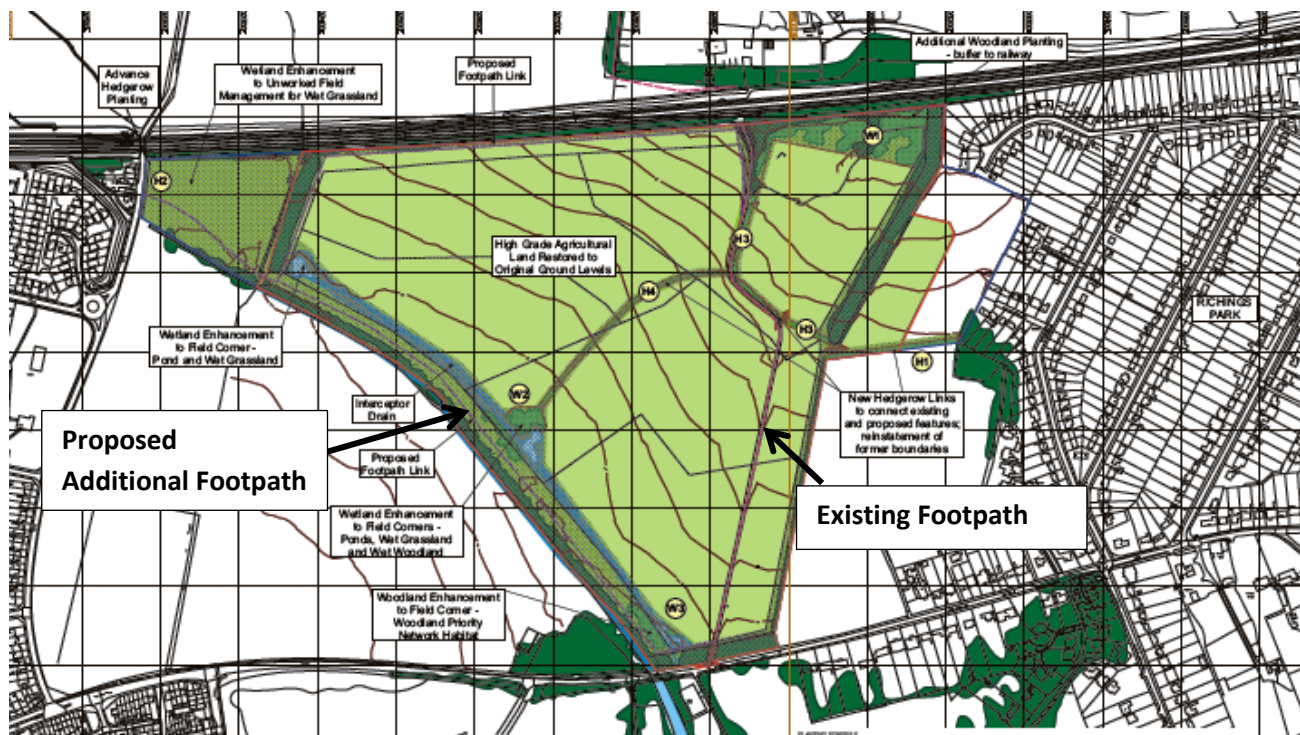 Additional Woodland Planting
- buffer to railway
Proposed
Footpath Link
Wetland Enhancement
to Unworked Field
Management for Wet Grassland
Advance
Hedgerow
Planting
H2
W1
H3
High Grade Agricultural
Land Restored to
Original Ground Levels
H4
RICHINGS
PARK
H3
Wetland Enhancement
to Field Corner -
Pond and Wet Grassland
H1
W2
Interceptor
Drain
New Hedgerow Links
to connect existing
and proposed features;
reinstatement of
former boundaries
Proposed
Additional Footpath
Proposed
Footpath Link
Existing Footpath
Wetland Enhancement
to Field Corners -
Ponds, Wet Grassland
and Wet Woodland
Woodland Enhancement
to Field Corner -
Woodland Priority
Network Habitat
W3